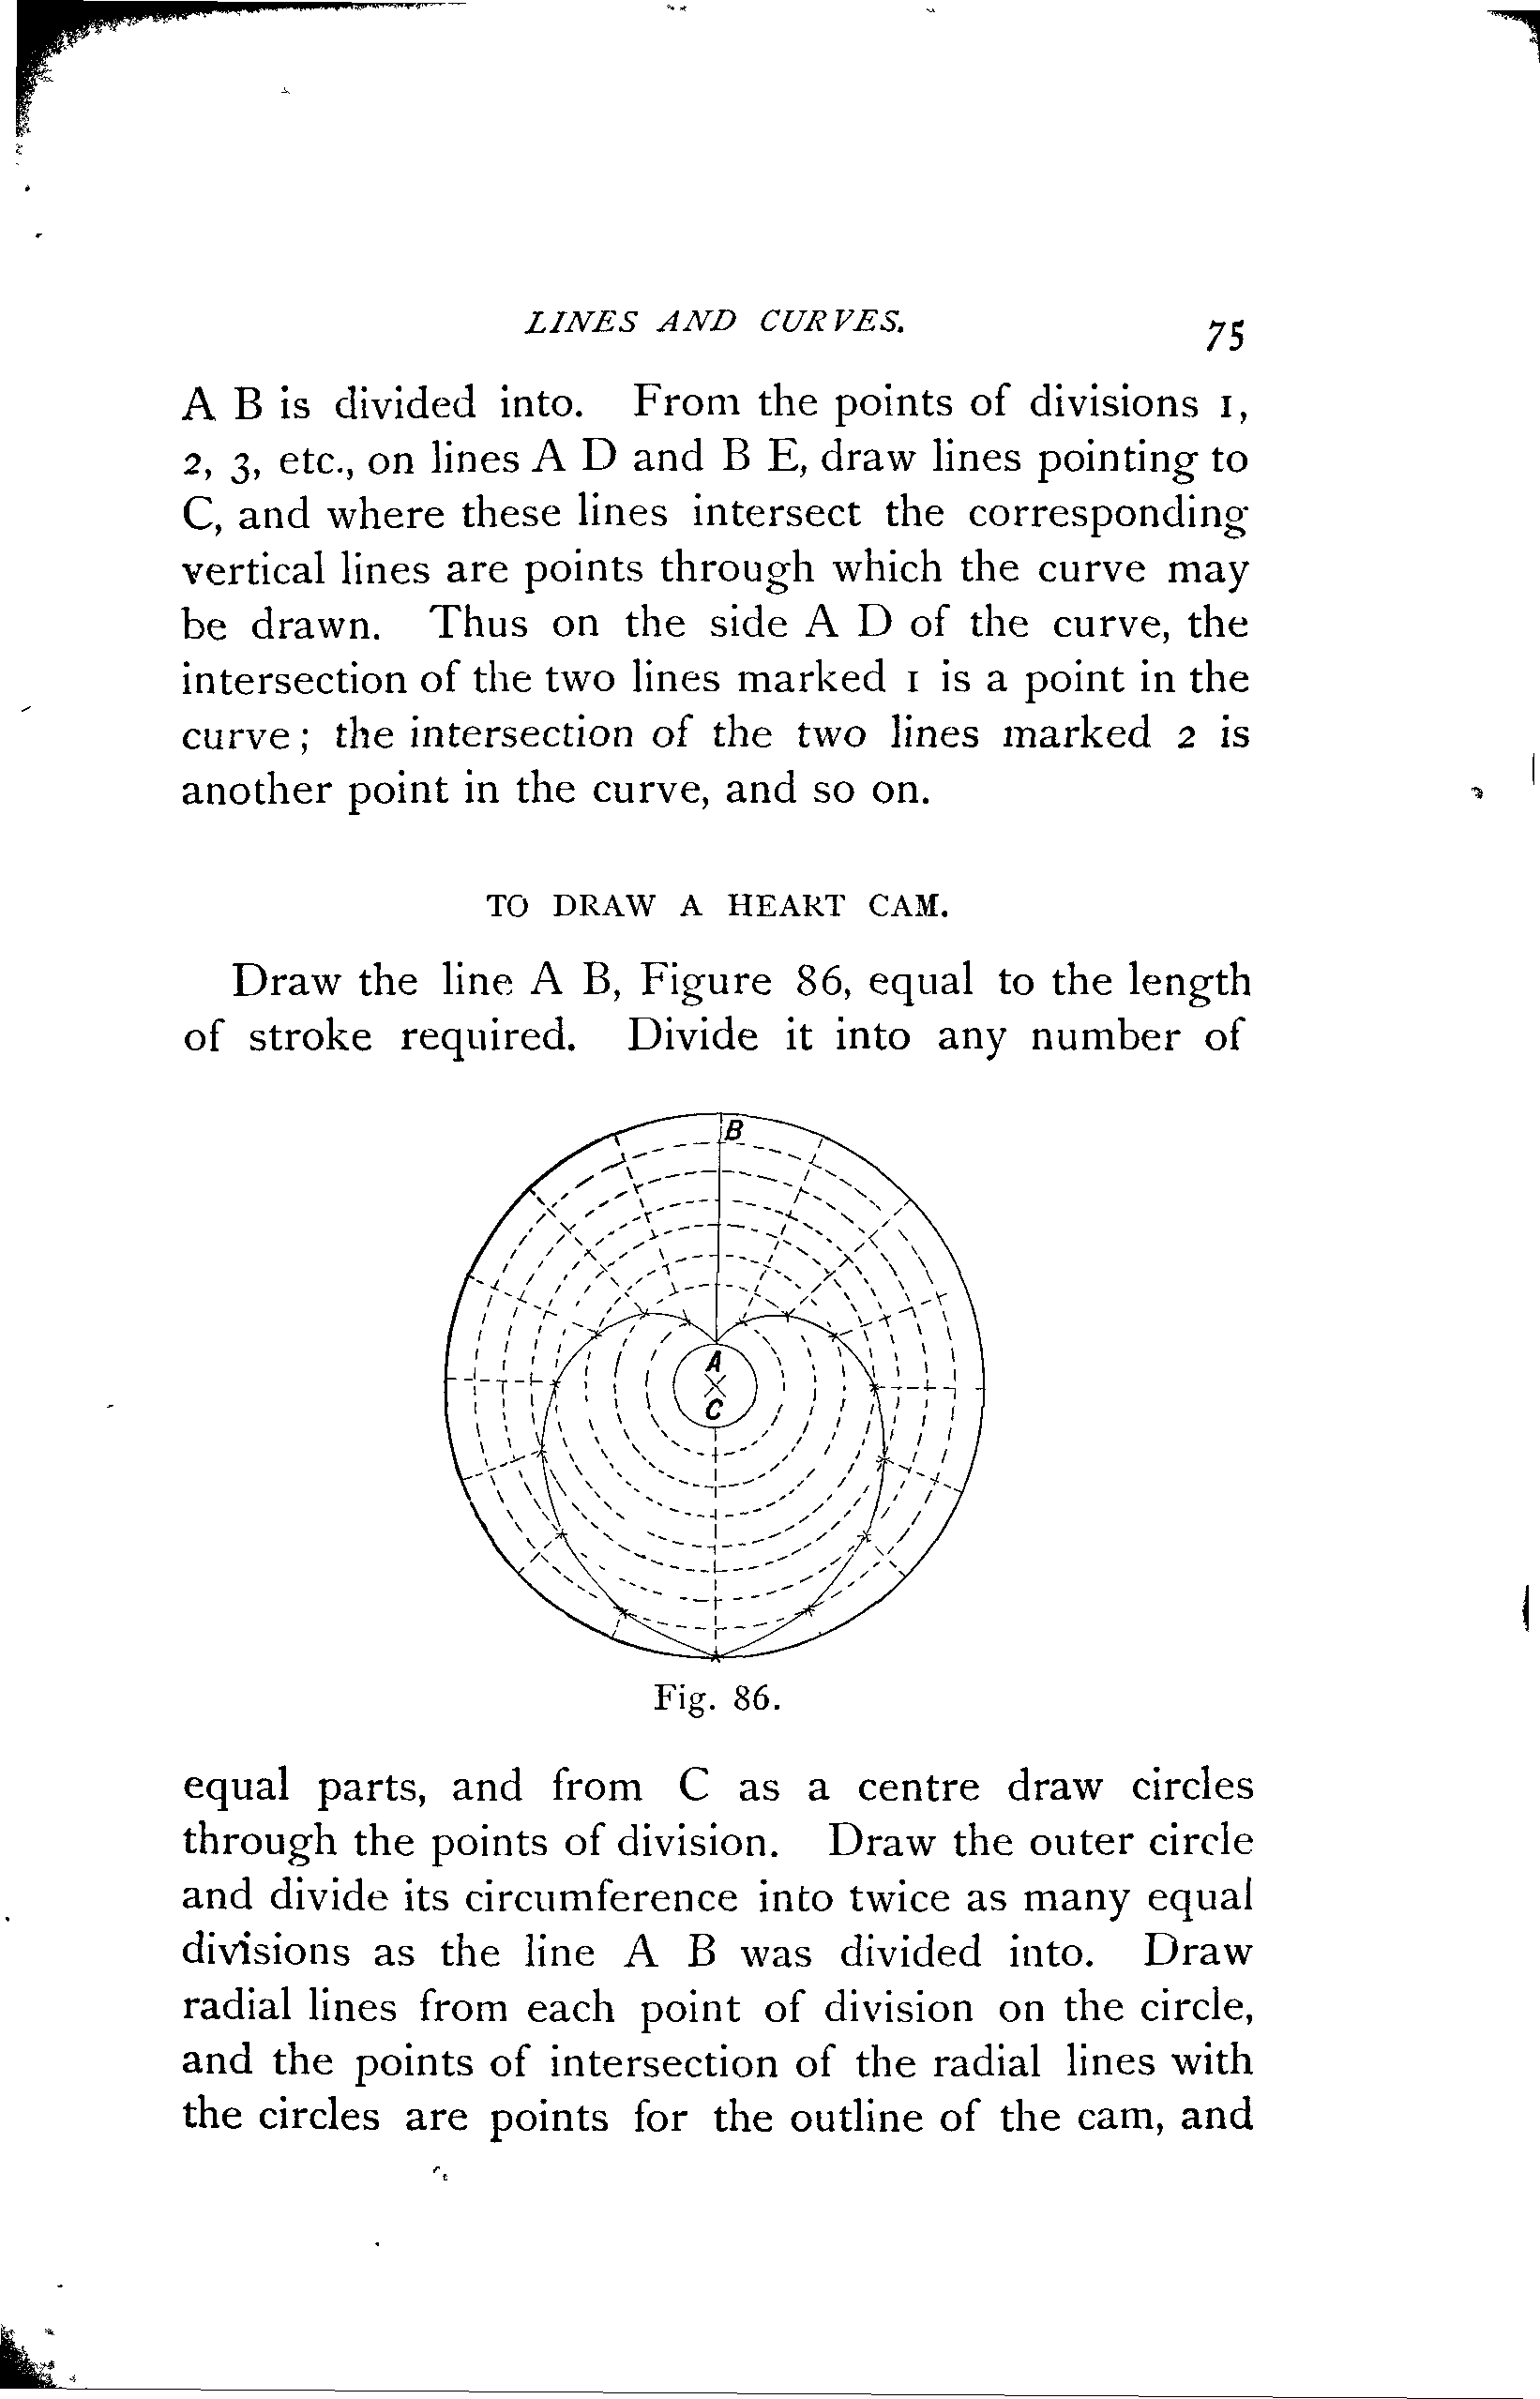 LINES AND CURVES.
75
A B is divided into. From the points of divisions 1,
2, 3, etc., on lines A D and B E, draw lines pointing to
C, and where these lines intersect the corresponding
vertical lines are points through which the curve may
be drawn. Thus on the side A D of the curve, the
intersection of the two lines marked 1 is a point in the
curve; the intersection of the two lines marked 2 is
another point in the curve, and so on.
TO DRAW A HEART CAM.
Draw the line A B, Figure 86, equal to the length
of stroke required. Divide it into any number of
B
A
C
Fig. 86.
equal parts, and from C as a centre draw circles
through the points of division. Draw the outer circle
and divide its circumference into twice as many equal
divisions as the line A B was divided into. Draw
radial lines from each point of division on the circle,
and the points of intersection of the radial lines with
the circles are points for the outline of the cam, and